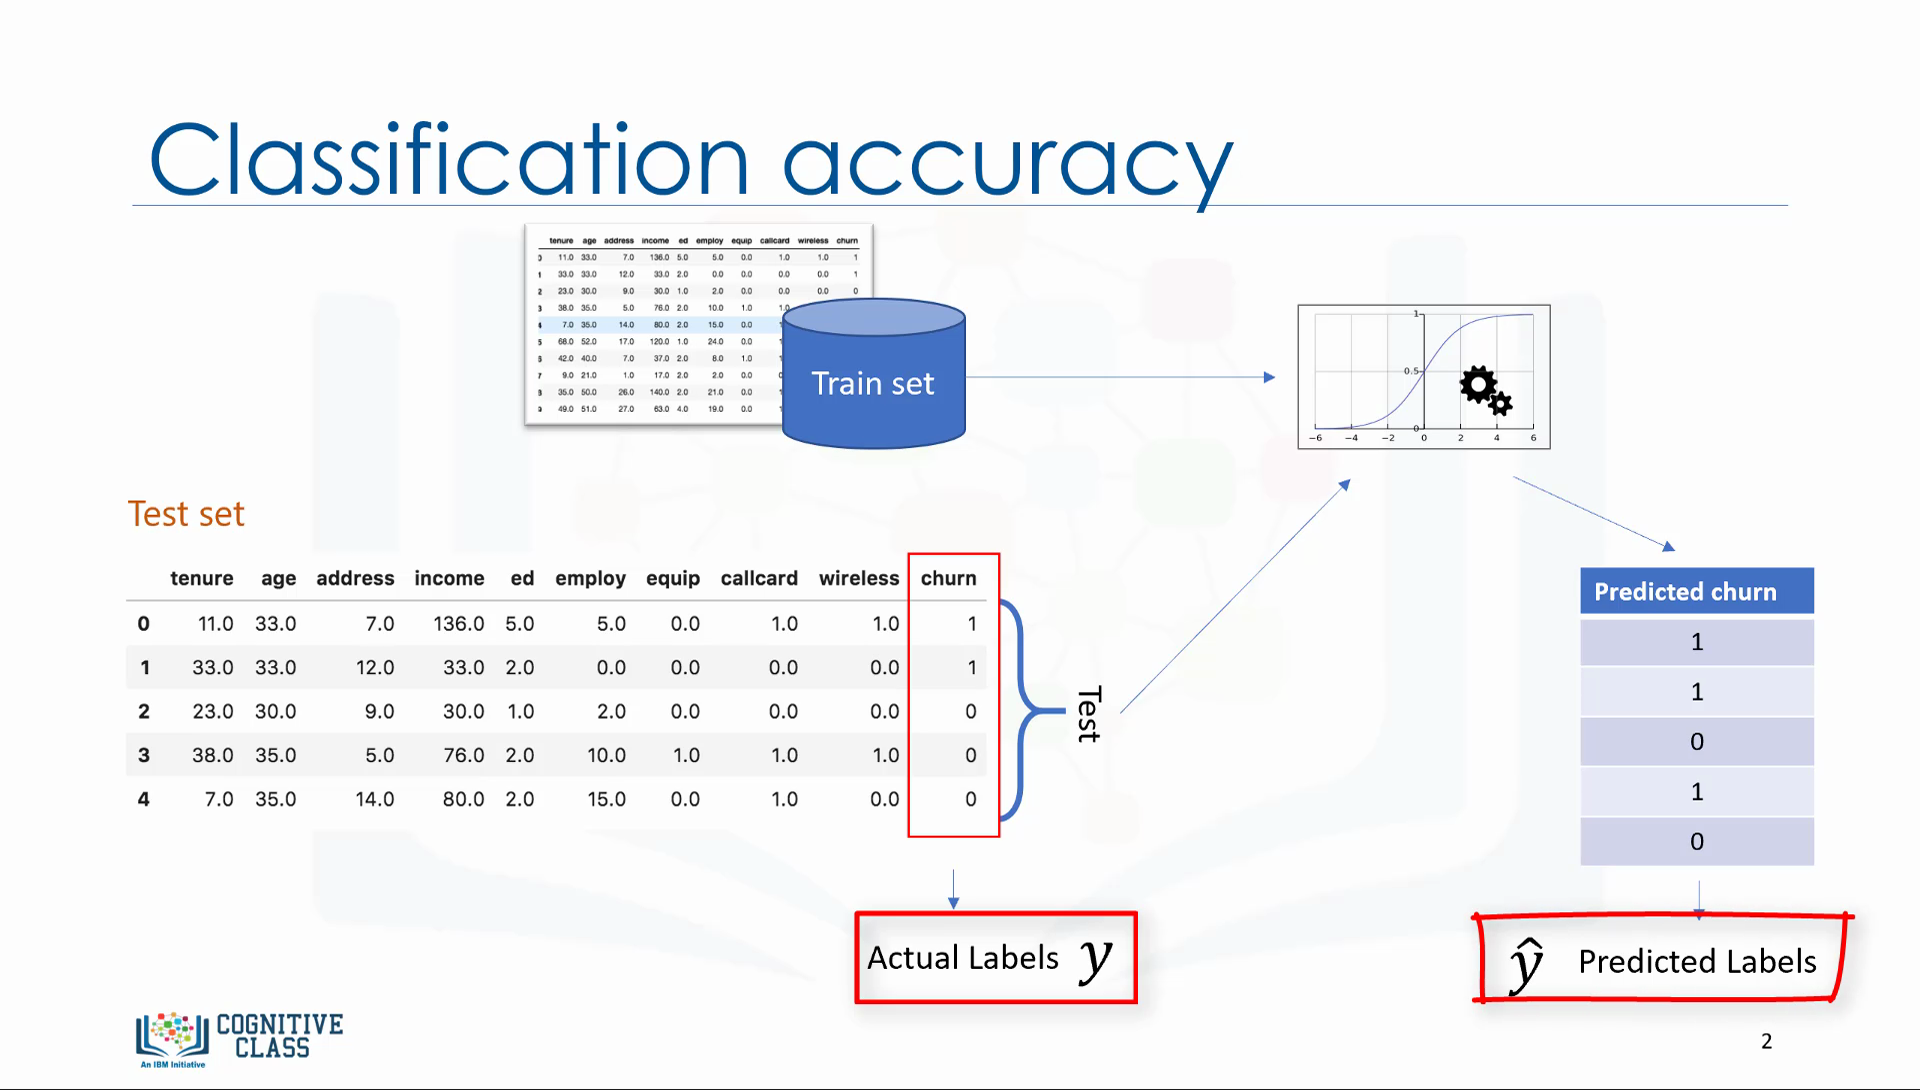 Classification accuracy
tenure age address income ed employ equip callcard wireless churn
0 11.0 33.0 7.0 136.0 5.0 5.0 0.0 1.0 1.0 1
1 33.0 33.0 12.0 33.0 2.0 0.0 0.0 0.0 0.0 1
2 23.0 30.0 9.0 30.0 1.0 2.0 0.0 0.0 0.0 0
3 38.0 35.0 5.0 76.0 2.0 10.0 1.0 1.0
4 7.0 35.0 14.0 80.0 2.0 15.0 0.0
5 68.0 52.0 17.0 120.0 1.0 24.0 0.0
6 42.0 40.0 7.0 37.0 2.0 8.0 1.0
7 9.0 21.0 1.0 17.0 2.0 2.0 0.0
8 35.0 50.0 26.0 140.0 2.0 21.0 0.0
9 49.0 51.0 27.0 63.0 4.0 19.0 0.0
Train set
1
0.5
0
−6 −4 −2 0 2 4 6
Test set
tenure age address income ed employ equip callcard wireless churn
0 11.0 33.0 7.0 136.0 5.0 5.0 0.0 1.0 1.0 1
1 33.0 33.0 12.0 33.0 2.0 0.0 0.0 0.0 0.0 1
2 23.0 30.0 9.0 30.0 1.0 2.0 0.0 0.0 0.0 0
3 38.0 35.0 5.0 76.0 2.0 10.0 1.0 1.0 1.0 0
4 7.0 35.0 14.0 80.0 2.0 15.0 0.0 1.0 0.0 0
Test
Predicted churn
1
1
0
1
0
Actual Labels y
ŷ Predicted Labels
COGNITIVE
CLASS
An IBM Initiative
2